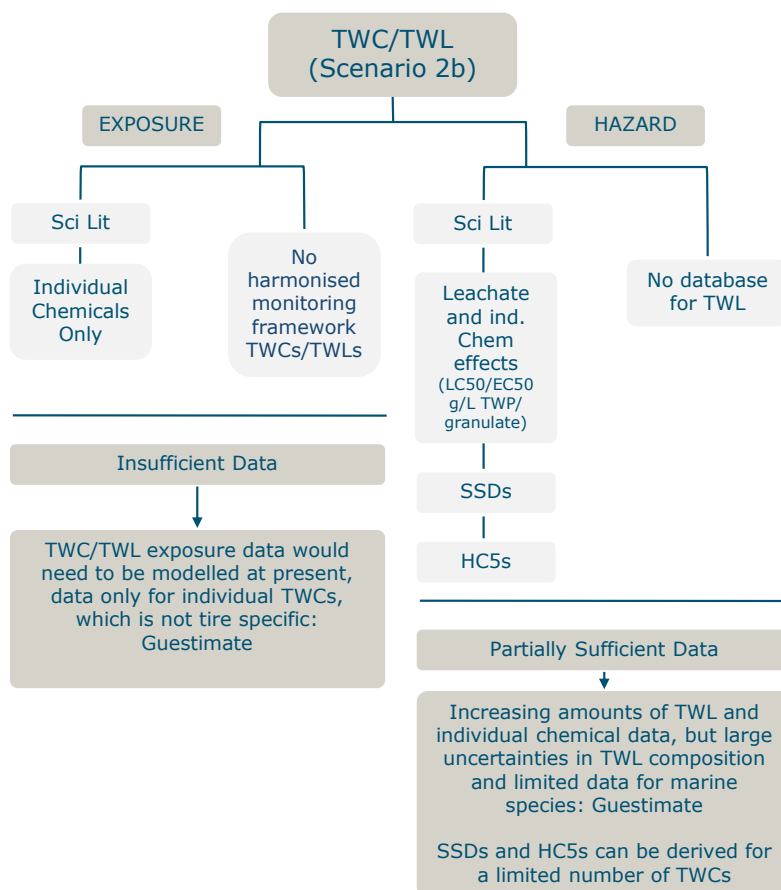 TWC/TWL
(Scenario 2b)
EXPOSURE
HAZARD
Sci Lit
Individual
Chemicals
Only
No
harmonised
monitoring
framework
TWCs/TWLs
Sci Lit
Leachate
and ind.
Chem
effects
(LC50/EC50
g/L TWP/
granulate)
SSDs
HC5s
No database
for TWL
Insufficient Data
TWC/TWL exposure data would
need to be modelled at present,
data only for individual TWCs,
which is not tire specific:
Guestimate
Partially Sufficient Data
Increasing amounts of TWL and
individual chemical data, but large
uncertainties in TWL composition
and limited data for marine
species: Guestimate
SSDs and HC5s can be derived for
a limited number of TWCs